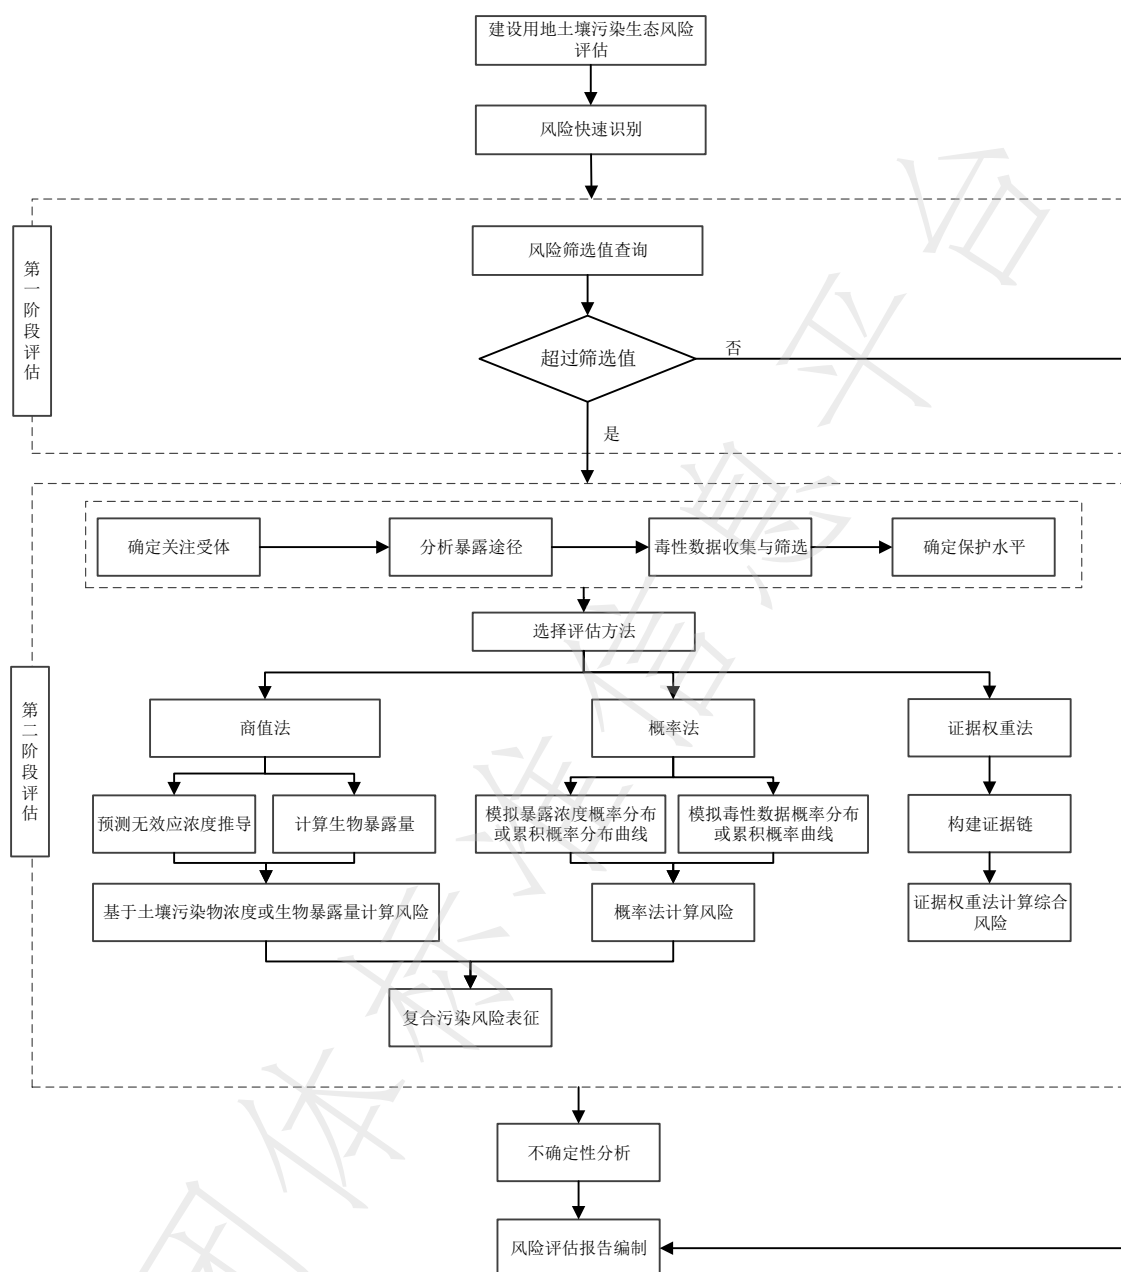 建设用地土壤污染生态风险
评估
风险快速识别
第一阶段评估
风险筛选值查询
超过筛选值
否
是
第二阶段评估
确定关注受体
分析暴露途径
毒性数据收集与筛选
确定保护水平
选择评估方法
商值法
概率法
证据权重法
预测无效应浓度推导
计算生物暴露量
模拟暴露浓度概率分布
或累积概率分布曲线
模拟毒性数据概率分布
或累积概率曲线
构建证据链
基于土壤污染物浓度或生物暴露量计算风险
概率法计算风险
证据权重法计算综合
风险
复合污染风险表征
不确定性分析
风险评估报告编制
团体标准信息平台